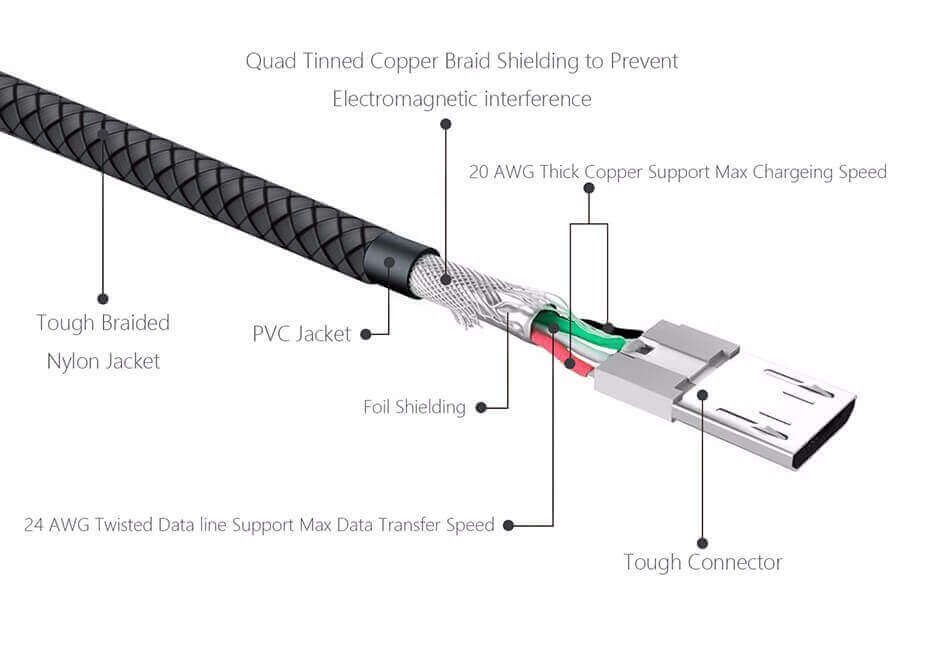 Quad Tinned Copper Braid Shielding to Prevent
Electromagnetic interference
20 AWG Thick Copper Support Max Chargeing Speed
Tough Braided
Nylon Jacket
PVC Jacket
Foil Shielding
24 AWG Twisted Data line Support Max Data Transfer Speed
Tough Connector